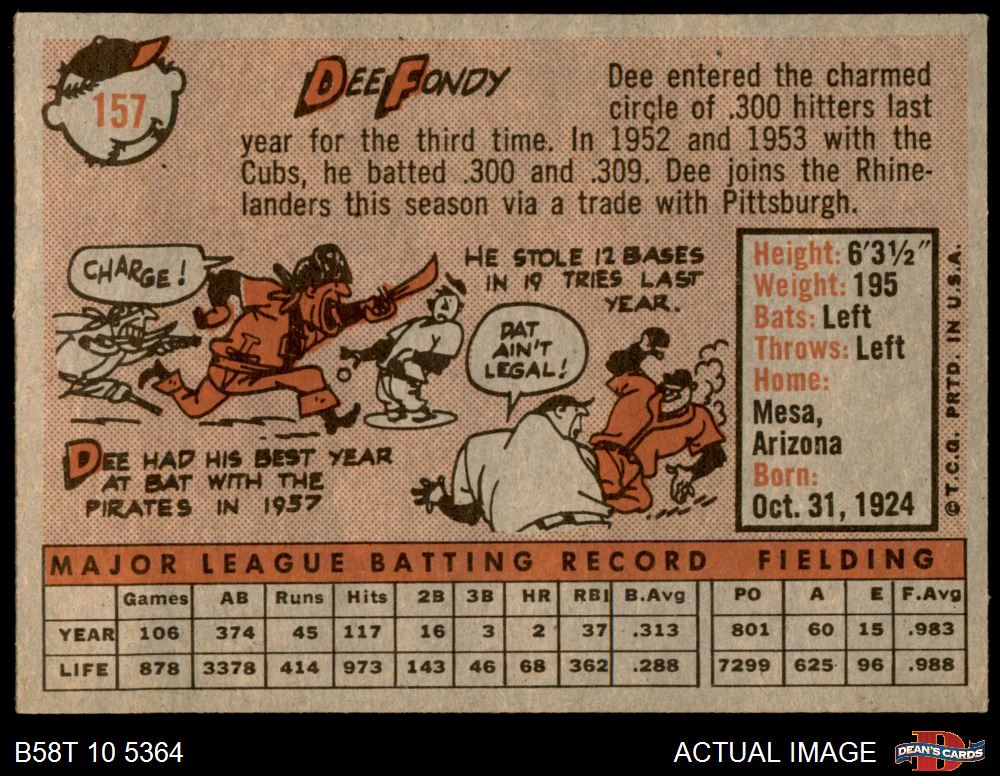 157
DEE FONDY
Dee entered the charmed
circle of .300 hitters last
year for the third time. In 1952 and 1953 with the
Cubs, he batted .300 and .309. Dee joins the Rhine-
landers this season via a trade with Pittsburgh.
CHARGE!
HE STOLE 12 BASES
IN 19 TRIES LAST
YEAR.
DAT
AIN'T
LEGAL!
DEE HAD HIS BEST YEAR
AT BAT WITH THE
PIRATES IN 1957
Height: 6'3½"
Weight: 195
Bats: Left
Throws: Left
Home:
Mesa,
Arizona
Born:
Oct. 31, 1924
© T.C.G. PRTD. IN U.S.A.
MAJOR LEAGUE BATTING RECORD FIELDING
Games AB Runs Hits 2B 3B HR RBI B.Avg PO A E F.Avg
YEAR 106 374 45 117 16 3 2 37 .313 801 60 15 .983
LIFE 878 3378 414 973 143 46 68 362 .288 7299 625 96 .988
B58T 10 5364
ACTUAL IMAGE
DEAN'S CARDS